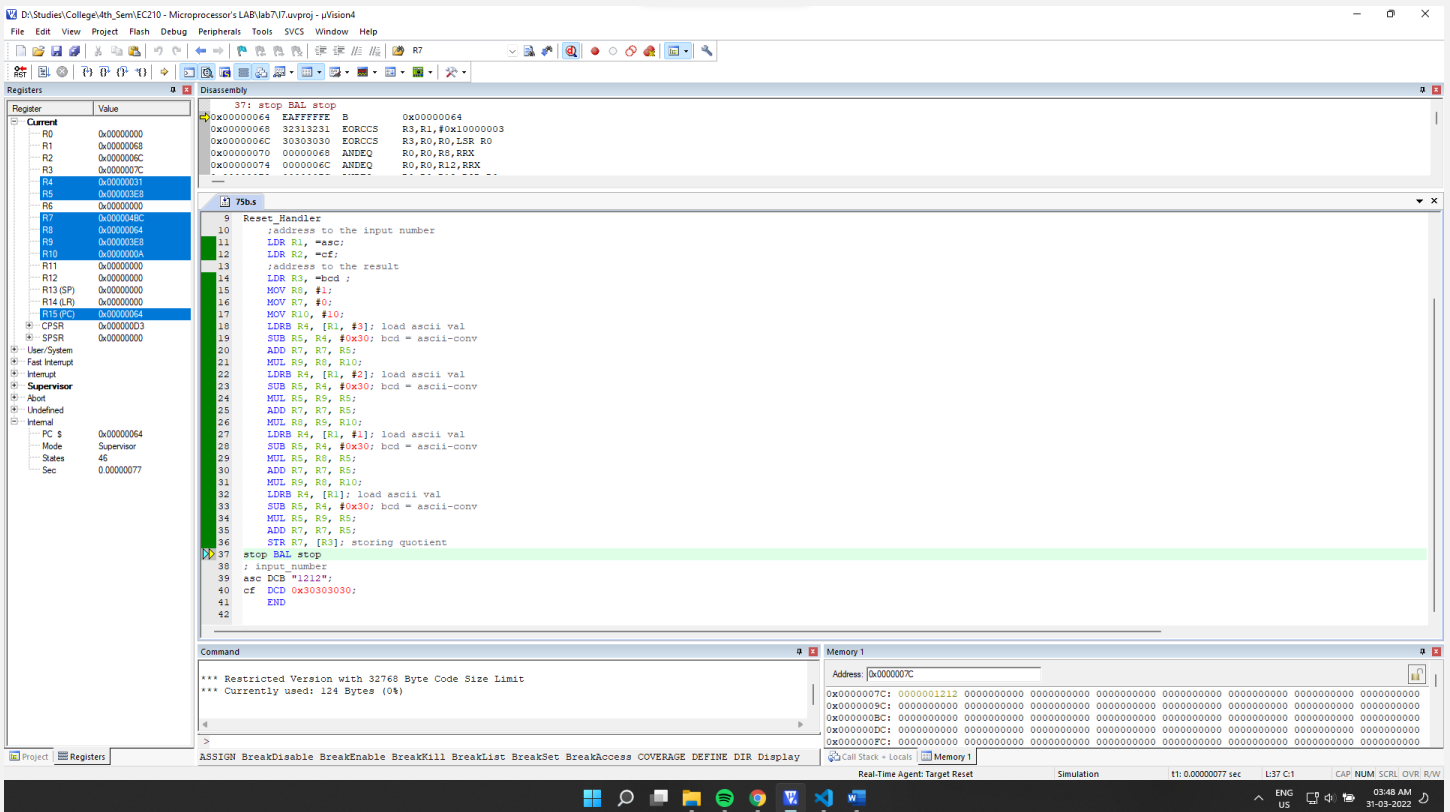 D:\Studies\College\4th_Sem\EC210 - Microprocessor's LAB\lab7\l7.uvproj - µVision4
File Edit View Project Flash Debug Peripherals Tools SVCS Window Help
R7
Registers
Register Value
Current
R0 0x00000000
R1 0x00000068
R2 0x0000006C
R3 0x0000007C
R4 0x00000031
R5 0x000003E8
R6 0x00000000
R7 0x000004BC
R8 0x00000064
R9 0x000003E8
R10 0x0000000A
R11 0x00000000
R12 0x00000000
R13 (SP) 0x00000000
R14 (LR) 0x00000000
R15 (PC) 0x00000064
CPSR 0x000000D3
SPSR 0x00000000
User/System
Fast Interrupt
Interrupt
Supervisor
Abort
Undefined
Internal
PC $ 0x00000064
Mode Supervisor
States 46
Sec 0.00000077
Project Registers
Disassembly
37: stop BAL stop
0x00000064 EAFFFFFE B 0x00000064
0x00000068 32313231 EORCCS R3,R1,#0x10000003
0x0000006C 30303030 EORCCS R3,R0,R0,LSR R0
0x00000070 00000068 ANDEQ R0,R0,R8,RRX
0x00000074 0000006C ANDEQ R0,R0,R12,RRX
75b.s
9 Reset_Handler
10 ;address to the input number
11 LDR R1, =asc;
12 LDR R2, =cf;
13 ;address to the result
14 LDR R3, =bcd ;
15 MOV R8, #1;
16 MOV R7, #0;
17 MOV R10, #10;
18 LDRB R4, [R1, #3]; load ascii val
19 SUB R5, R4, #0x30; bcd = ascii-conv
20 ADD R7, R7, R5;
21 MUL R9, R8, R10;
22 LDRB R4, [R1, #2]; load ascii val
23 SUB R5, R4, #0x30; bcd = ascii-conv
24 MUL R5, R9, R5;
25 ADD R7, R7, R5;
26 MUL R8, R9, R10;
27 LDRB R4, [R1, #1]; load ascii val
28 SUB R5, R4, #0x30; bcd = ascii-conv
29 MUL R5, R8, R5;
30 ADD R7, R7, R5;
31 MUL R9, R8, R10;
32 LDRB R4, [R1]; load ascii val
33 SUB R5, R4, #0x30; bcd = ascii-conv
34 MUL R5, R9, R5;
35 ADD R7, R7, R5;
36 STR R7, [R3]; storing quotient
37 stop BAL stop
38 ; input_number
39 asc DCB "1212";
40 cf DCD 0x30303030;
41 END
42
Command
*** Restricted Version with 32768 Byte Code Size Limit
*** Currently used: 124 Bytes (0%)
>
ASSIGN BreakDisable BreakEnable BreakKill BreakList BreakSet BreakAccess COVERAGE DEFINE DIR Display
Memory 1
Address: 0x0000007C
0x0000007C: 0000001212 0000000000 0000000000 0000000000 0000000000 0000000000 0000000000 0000000000
0x0000009C: 0000000000 0000000000 0000000000 0000000000 0000000000 0000000000 0000000000 0000000000
0x000000BC: 0000000000 0000000000 0000000000 0000000000 0000000000 0000000000 0000000000 0000000000
0x000000DC: 0000000000 0000000000 0000000000 0000000000 0000000000 0000000000 0000000000 0000000000
0x000000FC: 0000000000 0000000000 0000000000 0000000000 0000000000 0000000000 0000000000 0000000000
Call Stack + Locals Memory 1
Real-Time Agent: Target Reset Simulation t1: 0.00000077 sec L:37 C:1 CAP NUM SCRL OVR R/W
ENG
US
03:48 AM
31-03-2022